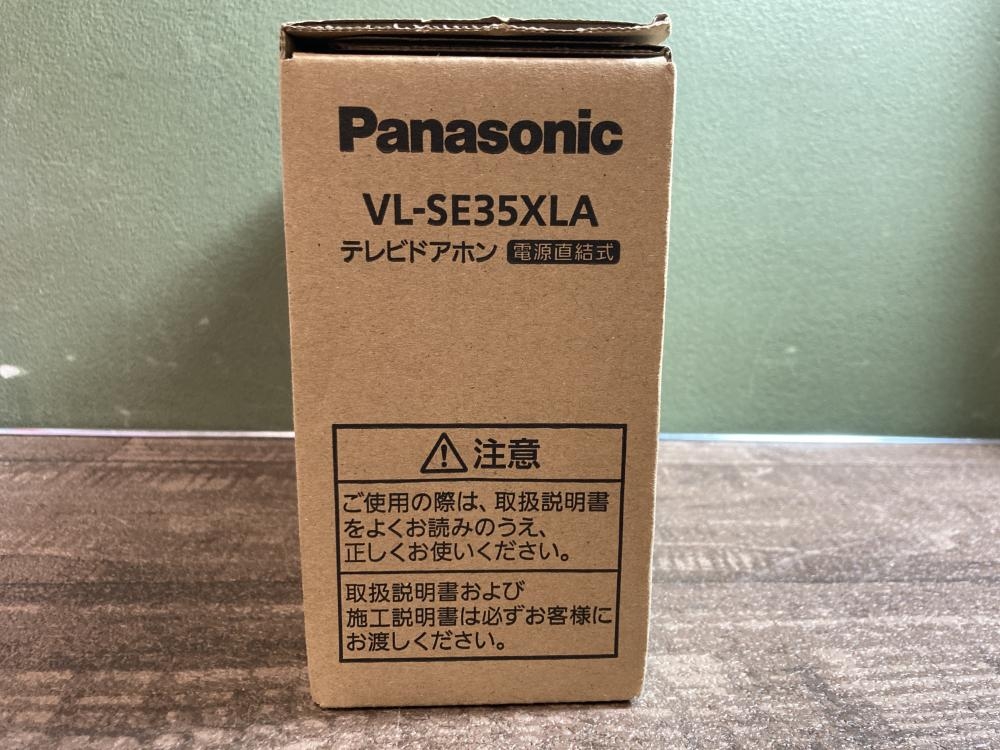 Panasonic
VL-SE35XLA
テレビドアホン 電源直結式
注意
ご使用の際は、取扱説明書
をよくお読みのうえ、
正しくお使いください。
取扱説明書および
施工説明書は必ずお客様に
お渡しください。